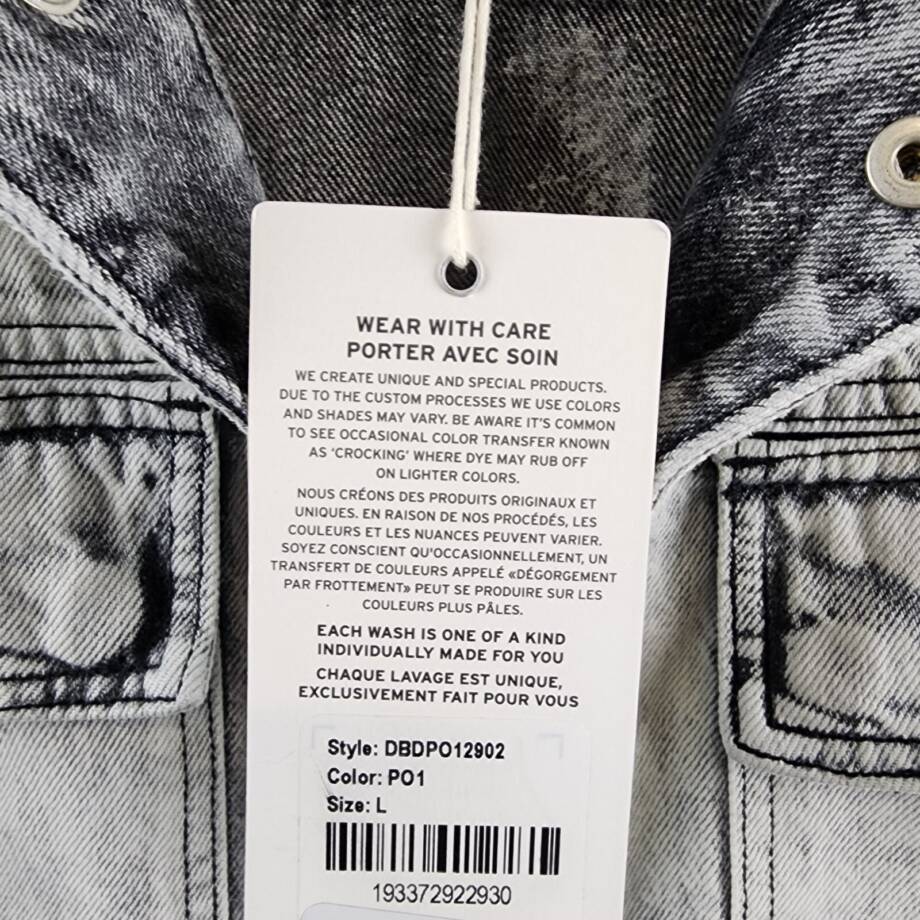 WEAR WITH CARE
PORTER AVEC SOIN
WE CREATE UNIQUE AND SPECIAL PRODUCTS.
DUE TO THE CUSTOM PROCESSES WE USE COLORS
AND SHADES MAY VARY. BE AWARE IT'S COMMON
TO SEE OCCASIONAL COLOR TRANSFER KNOWN
AS 'CROCKING' WHERE DYE MAY RUB OFF
ON LIGHTER COLORS.
NOUS CRÉONS DES PRODUITS ORIGINAUX ET
UNIQUES. EN RAISON DE NOS PROCÉDÉS, LES
COULEURS ET LES NUANCES PEUVENT VARIER.
SOYEZ CONSCIENT QU'OCCASIONNELLEMENT, UN
TRANSFERT DE COULEURS APPELÉ «DÉGORGEMENT
PAR FROTTEMENT» PEUT SE PRODUIRE SUR LES
COULEURS PLUS PÂLES.
EACH WASH IS ONE OF A KIND
INDIVIDUALLY MADE FOR YOU
CHAQUE LAVAGE EST UNIQUE,
EXCLUSIVEMENT FAIT POUR VOUS
Style: DBDPO12902
Color: PO1
Size: L
193372922930